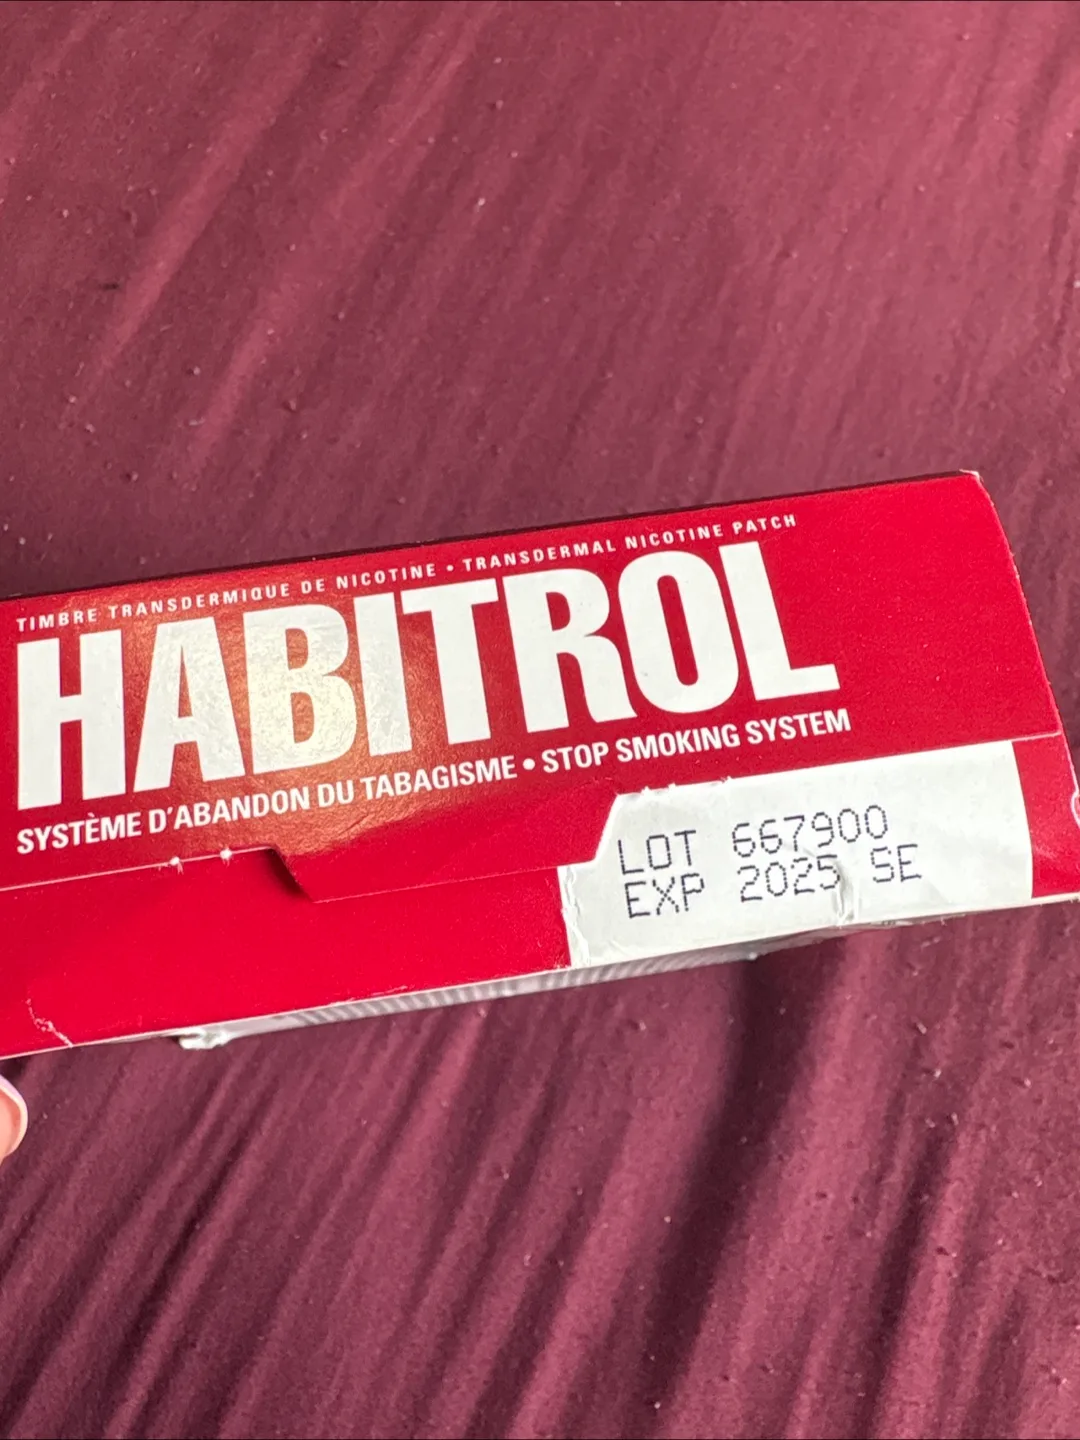 TIMBRE TRANSDERMIQUE DE NICOTINE • TRANSDERMAL NICOTINE PATCH
HABITROL
SYSTÈME D'ABANDON DU TABAGISME • STOP SMOKING SYSTEM
LOT 667900
EXP 2025 SE